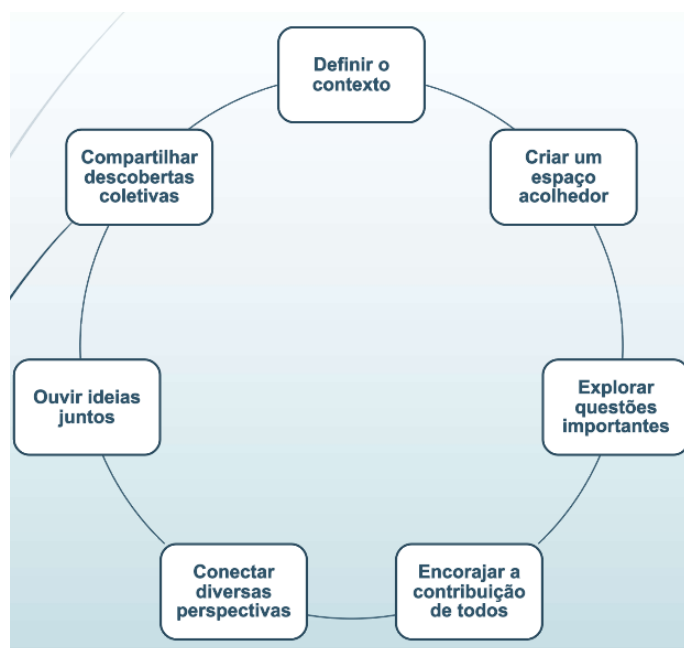 Definir o
contexto
Criar um
espaço
acolhedor
Explorar
questões
importantes
Encorajar a
contribuição
de todos
Conectar
diversas
perspectivas
Ouvir ideias
juntos
Compartilhar
descobertas
coletivas